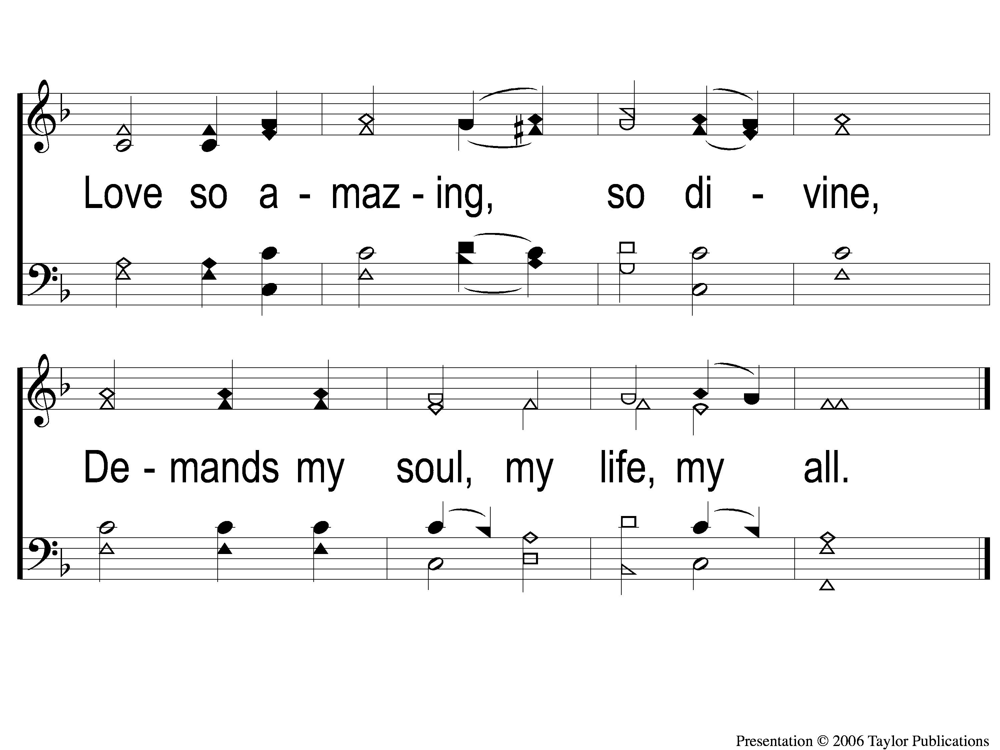 Love so a - maz - ing, so di - vine,
De - mands my soul, my life, my all.
Presentation © 2006 Taylor Publications